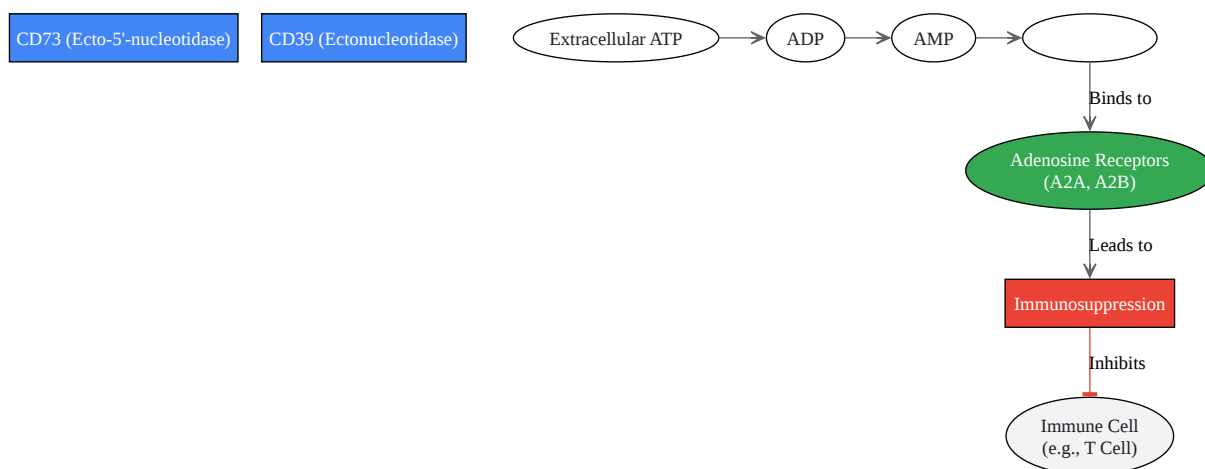 CD73 (Ecto-5'-nucleotidase)
CD39 (Ectonucleotidase)
Extracellular ATP
ADP
AMP
Binds to
Adenosine Receptors
(A2A, A2B)
Leads to
Immunosuppression
Inhibits
Immune Cell
(e.g., T Cell)